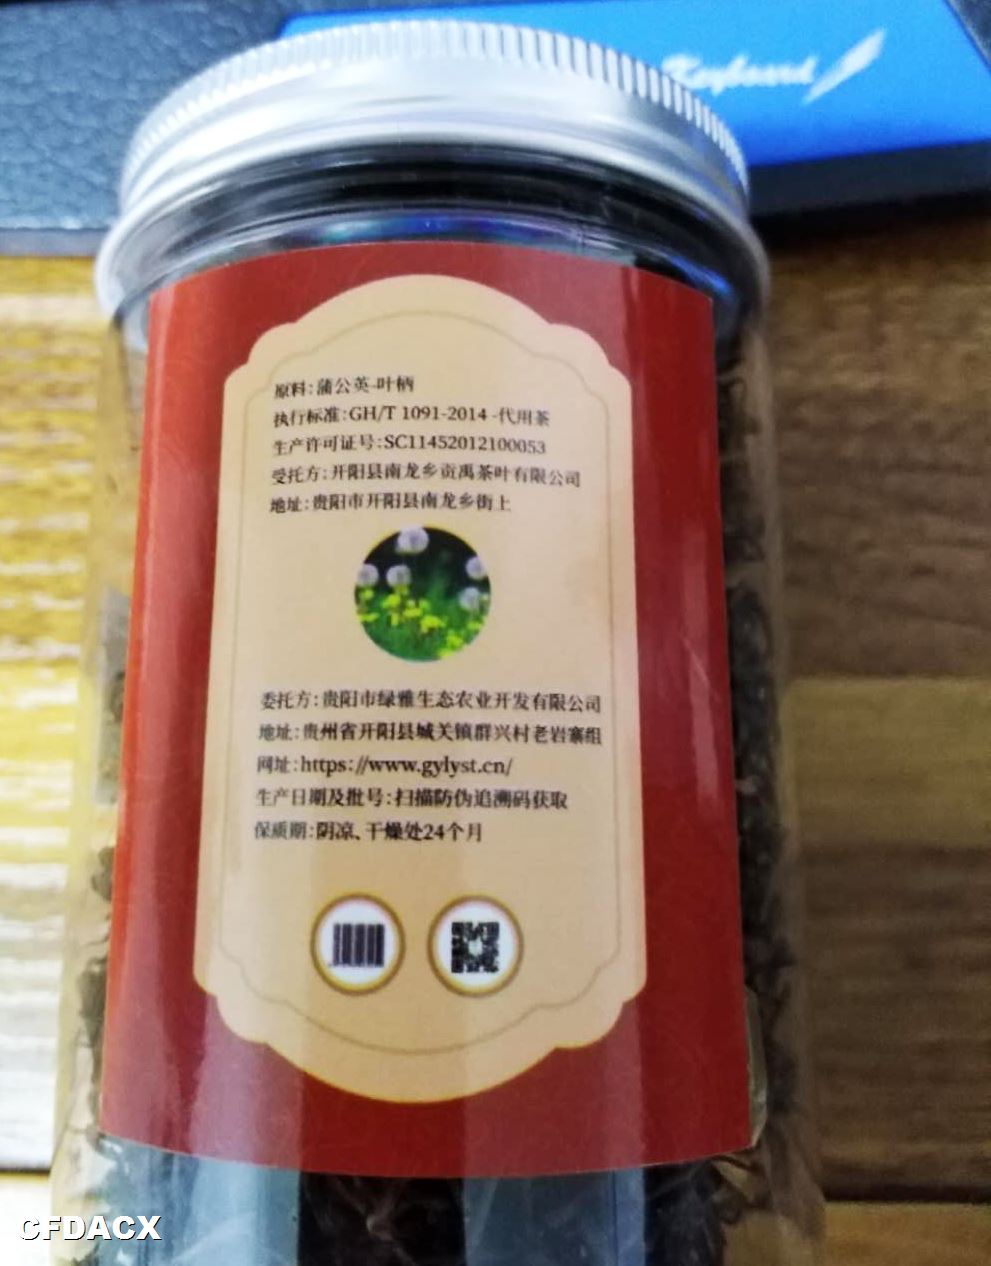 Keyboard
原料:蒲公英-叶柄
执行标准:GH/T 1091-2014 -代用茶
生产许可证号:SC11452012100053
受托方:开阳县南龙乡贡禹茶叶有限公司
地址:贵阳市开阳县南龙乡街上
委托方:贵阳市绿雅生态农业开发有限公司
地址:贵州省开阳县城关镇群兴村老岩寨组
网址:https://www.gylyst.cn/
生产日期及批号:扫描防伪追溯码获取
保质期:阴凉、干燥处24个月
CFDACX